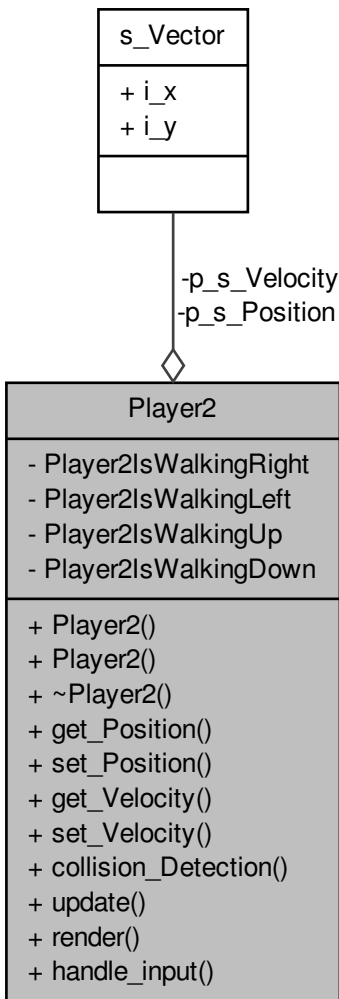 s_Vector
+ i_x
+ i_y
-p_s_Velocity
-p_s_Position
Player2
- Player2IsWalkingRight
- Player2IsWalkingLeft
- Player2IsWalkingUp
- Player2IsWalkingDown
+ Player2()
+ Player2()
+ ~Player2()
+ get_Position()
+ set_Position()
+ get_Velocity()
+ set_Velocity()
+ collision_Detection()
+ update()
+ render()
+ handle_input()